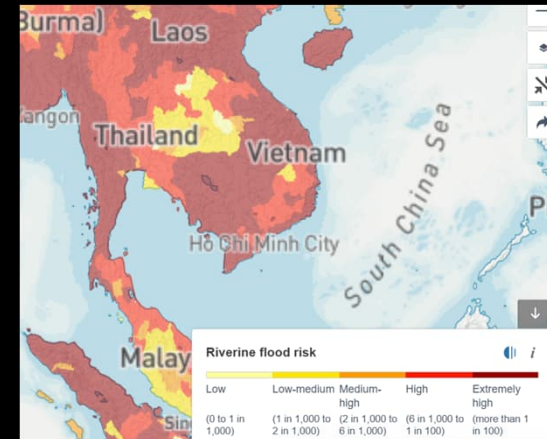 Burma)
Laos
Yangon
Thailand
Vietnam
Hồ Chí Minh City
South China Sea
P
Malay
Sin
Riverine flood risk
i
Low
Low-medium
Medium-high
High
Extremely high
(0 to 1 in 1,000)
(1 in 1,000 to 2 in 1,000)
(2 in 1,000 to 6 in 1,000)
(6 in 1,000 to 1 in 100)
(more than 1 in 100)